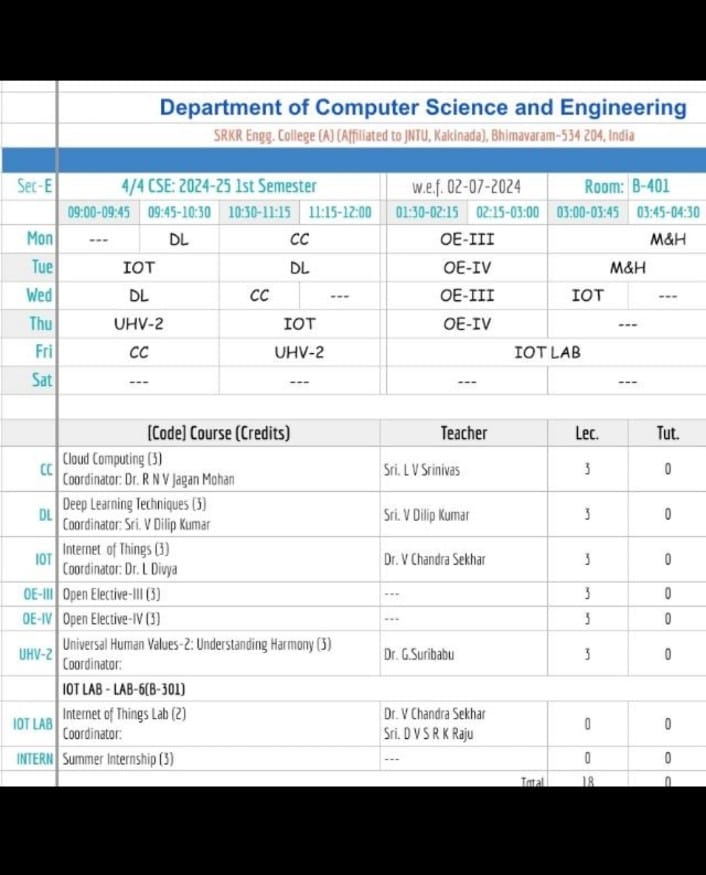 Department of Computer Science and Engineering
SRKR Engg. College (A) (Affiliated to JNTU, Kakinada), Bhimavaram-534 204, India
Sec-E 4/4 CSE: 2024-25 1st Semester w.e.f. 02-07-2024 Room: B-401
09:00-09:45 09:45-10:30 10:30-11:15 11:15-12:00 01:30-02:15 02:15-03:00 03:00-03:45 03:45-04:30
Mon --- DL CC OE-III M&H
Tue IOT DL OE-IV M&H
Wed DL CC --- OE-III IOT ---
Thu UHV-2 IOT OE-IV ---
Fri CC UHV-2 IOT LAB
Sat --- --- --- ---
[Code] Course (Credits) Teacher Lec. Tut.
CC Cloud Computing (3) Sri. L V Srinivas 3 0
Coordinator: Dr. R N V Jagan Mohan
DL Deep Learning Techniques (3) Sri. V Dilip Kumar 3 0
Coordinator: Sri. V Dilip Kumar
IOT Internet of Things (3) Dr. V Chandra Sekhar 3 0
Coordinator: Dr. L Divya
OE-III Open Elective-III (3) --- 3 0
OE-IV Open Elective-IV (3) --- 3 0
UHV-2 Universal Human Values-2: Understanding Harmony (3) Dr. G.Suribabu 3 0
Coordinator:
IOT LAB - LAB-6(B-301)
IOT LAB Internet of Things Lab (2) Dr. V Chandra Sekhar 0 0
Coordinator: Sri. D V S R K Raju
INTERN Summer Internship (3) --- 0 0
Total 18 0